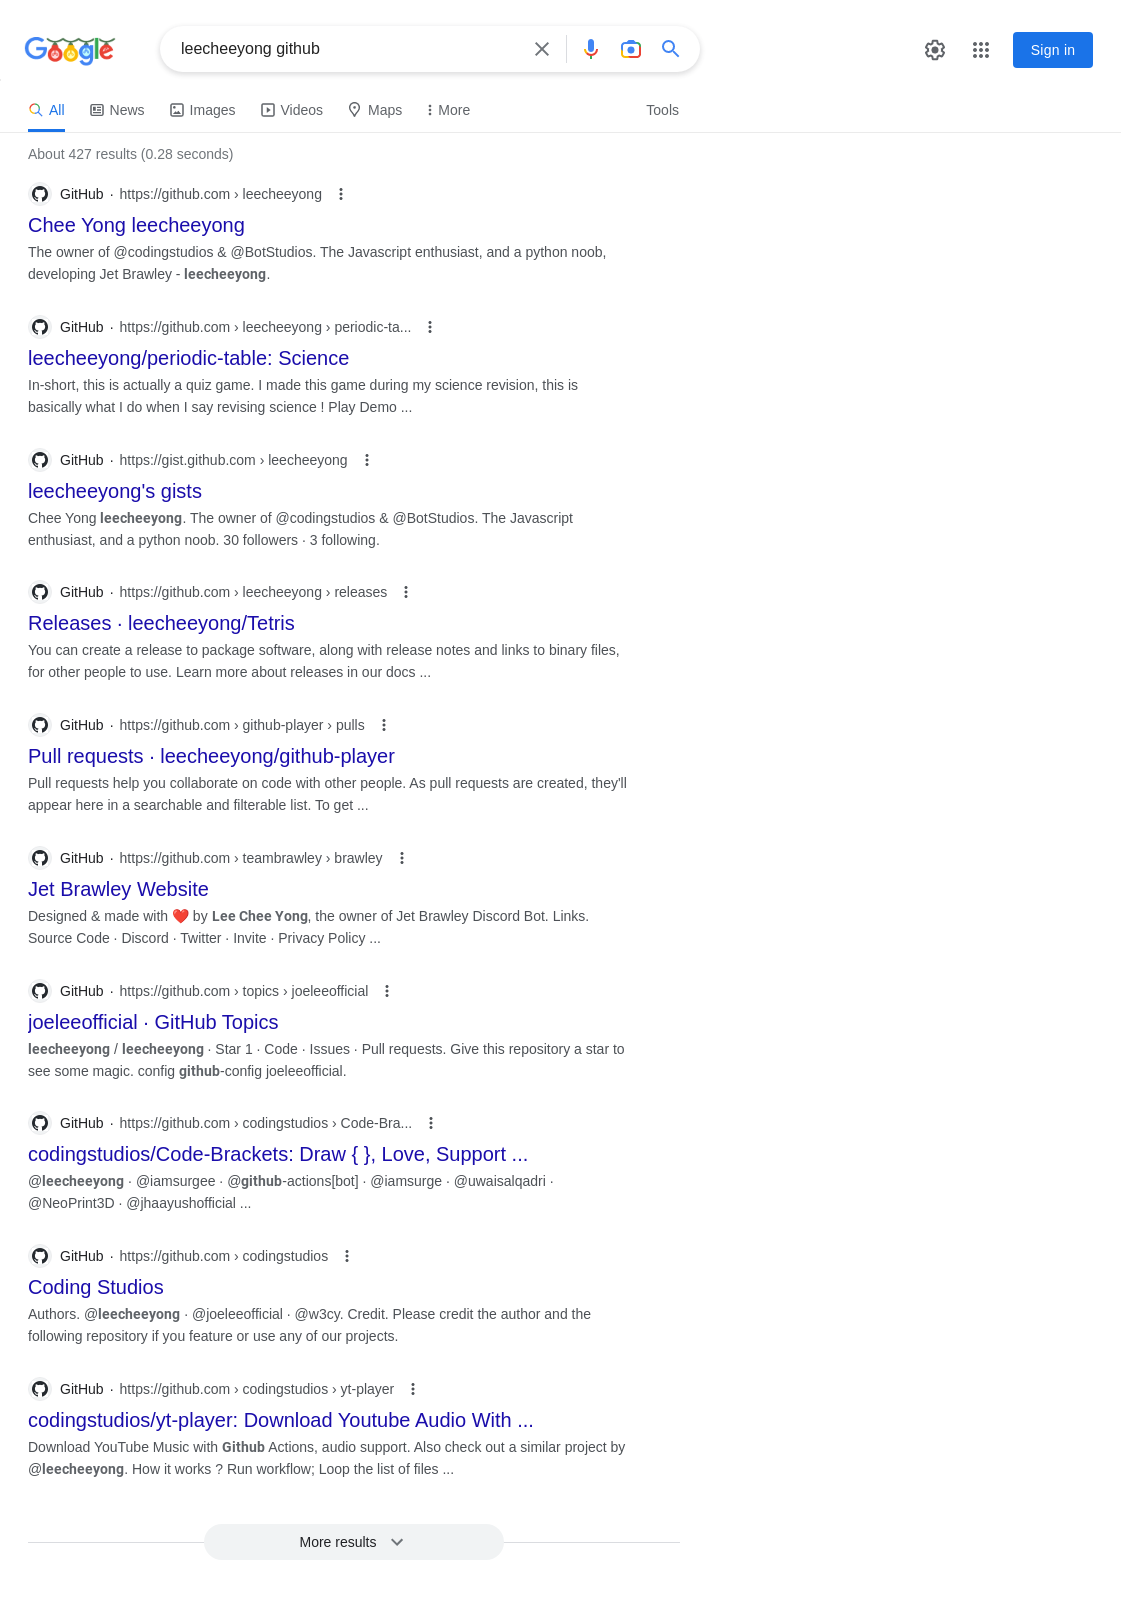 Google
leecheeyong github
Sign in
All News Images Videos Maps More Tools
About 427 results (0.28 seconds)
GitHub · https://github.com › leecheeyong
Chee Yong leecheeyong
The owner of @codingstudios & @BotStudios. The Javascript enthusiast, and a python noob,
developing Jet Brawley - leecheeyong.
GitHub · https://github.com › leecheeyong › periodic-ta...
leecheeyong/periodic-table: Science
In-short, this is actually a quiz game. I made this game during my science revision, this is
basically what I do when I say revising science ! Play Demo ...
GitHub · https://gist.github.com › leecheeyong
leecheeyong's gists
Chee Yong leecheeyong. The owner of @codingstudios & @BotStudios. The Javascript
enthusiast, and a python noob. 30 followers · 3 following.
GitHub · https://github.com › leecheeyong › releases
Releases · leecheeyong/Tetris
You can create a release to package software, along with release notes and links to binary files,
for other people to use. Learn more about releases in our docs ...
GitHub · https://github.com › github-player › pulls
Pull requests · leecheeyong/github-player
Pull requests help you collaborate on code with other people. As pull requests are created, they'll
appear here in a searchable and filterable list. To get ...
GitHub · https://github.com › teambrawley › brawley
Jet Brawley Website
Designed & made with ❤️ by Lee Chee Yong, the owner of Jet Brawley Discord Bot. Links.
Source Code · Discord · Twitter · Invite · Privacy Policy ...
GitHub · https://github.com › topics › joeleeofficial
joeleeofficial · GitHub Topics
leecheeyong / leecheeyong · Star 1 · Code · Issues · Pull requests. Give this repository a star to
see some magic. config github-config joeleeofficial.
GitHub · https://github.com › codingstudios › Code-Bra...
codingstudios/Code-Brackets: Draw { }, Love, Support ...
@leecheeyong · @iamsurgee · @github-actions[bot] · @iamsurge · @uwaisalqadri ·
@NeoPrint3D · @jhaayushofficial ...
GitHub · https://github.com › codingstudios
Coding Studios
Authors. @leecheeyong · @joeleeofficial · @w3cy. Credit. Please credit the author and the
following repository if you feature or use any of our projects.
GitHub · https://github.com › codingstudios › yt-player
codingstudios/yt-player: Download Youtube Audio With ...
Download YouTube Music with Github Actions, audio support. Also check out a similar project by
@leecheeyong. How it works ? Run workflow; Loop the list of files ...
More results